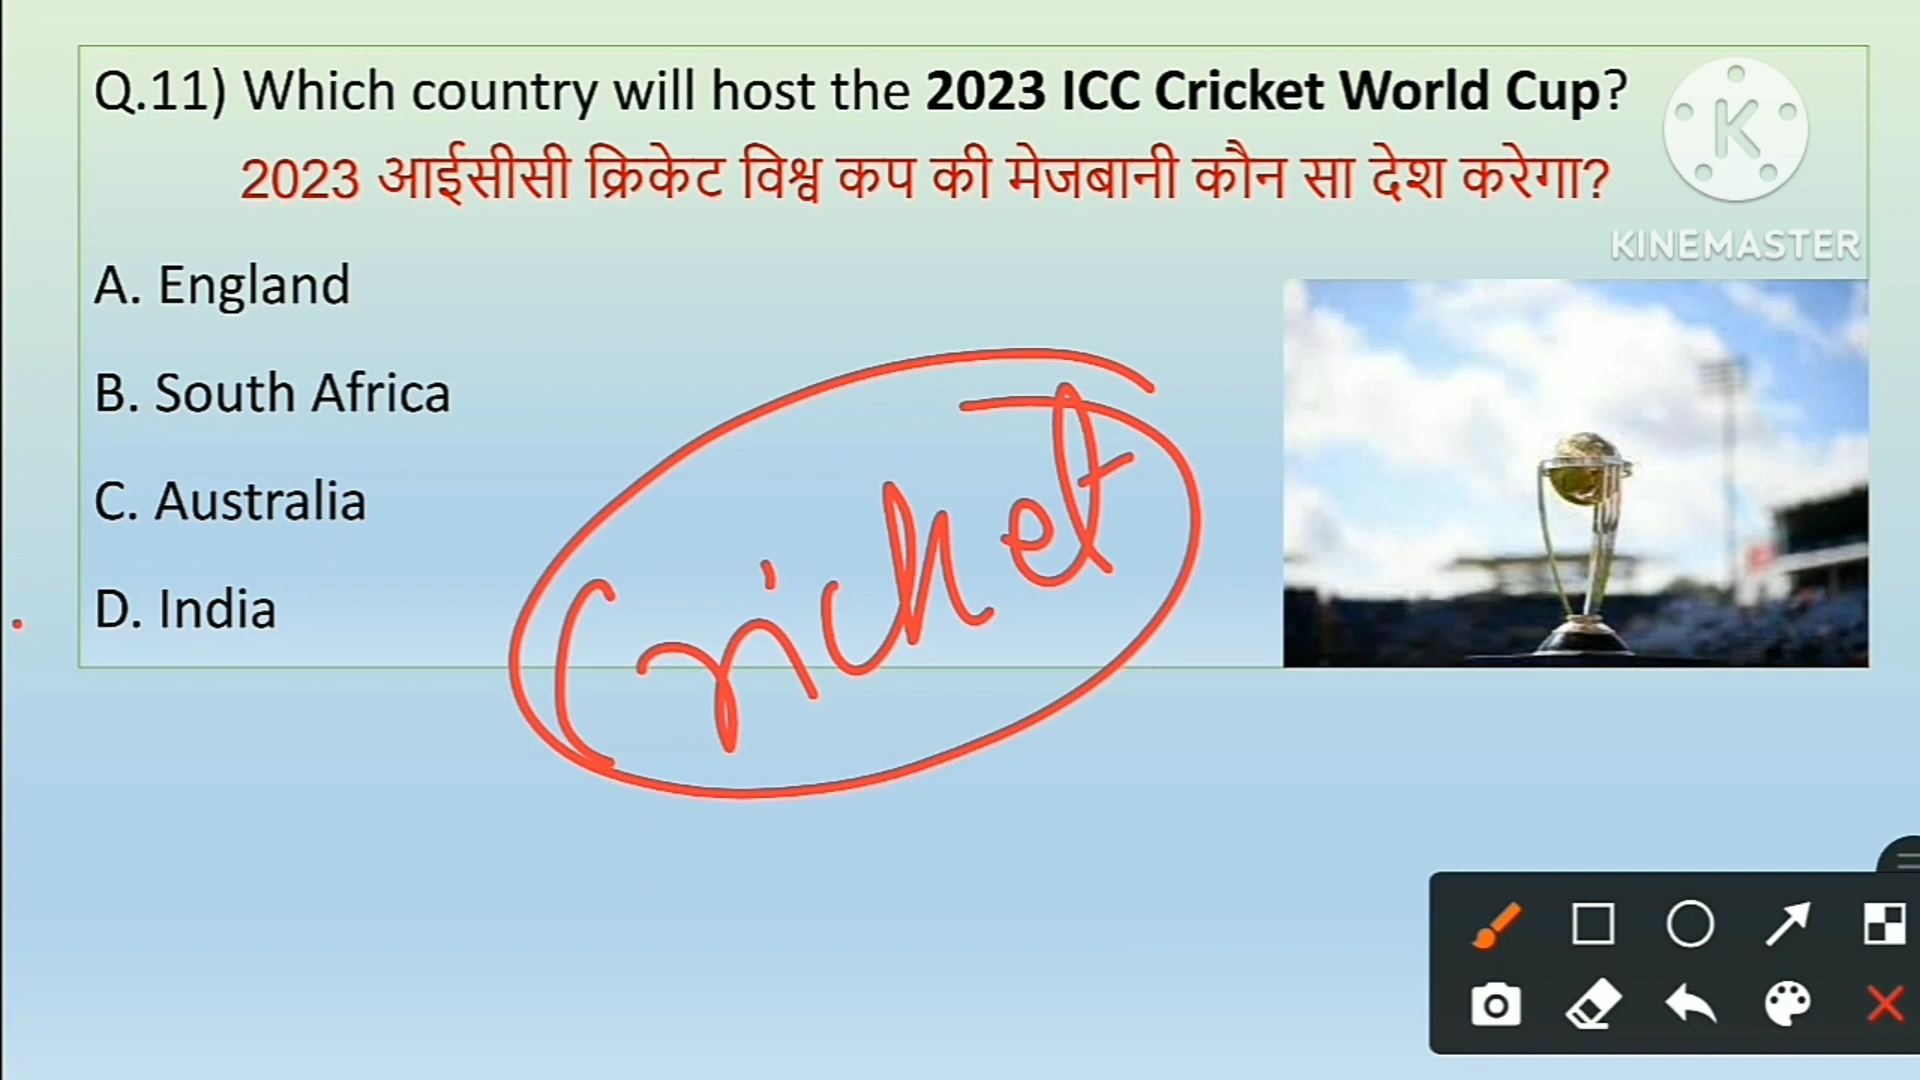 Q.11) Which country will host the 2023 ICC Cricket World Cup?
2023 आईसीसी क्रिकेट विश्व कप की मेजबानी कौन सा देश करेगा?
K
KINEMASTER
A. England
B. South Africa
C. Australia
D. India
Cricket